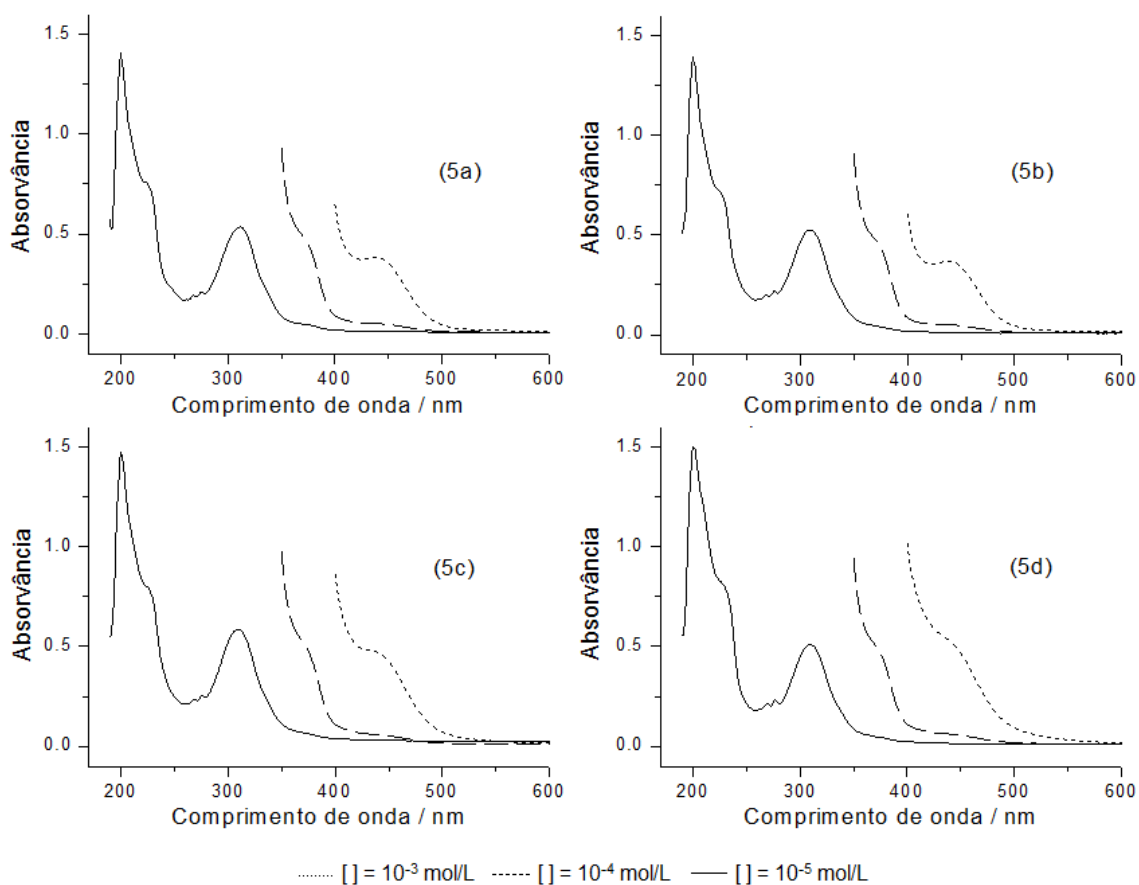 1.5
1.0
0.5
0.0
Absorvância
(5a)
200 300 400 500 600
Comprimento de onda / nm
1.5
1.0
0.5
0.0
Absorvância
(5b)
200 300 400 500 600
Comprimento de onda / nm
1.5
1.0
0.5
0.0
Absorvância
(5c)
200 300 400 500 600
Comprimento de onda / nm
1.5
1.0
0.5
0.0
Absorvância
(5d)
200 300 400 500 600
Comprimento de onda / nm
[ ] = 10⁻³ mol/L [ ] = 10⁻⁴ mol/L [ ] = 10⁻⁵ mol/L